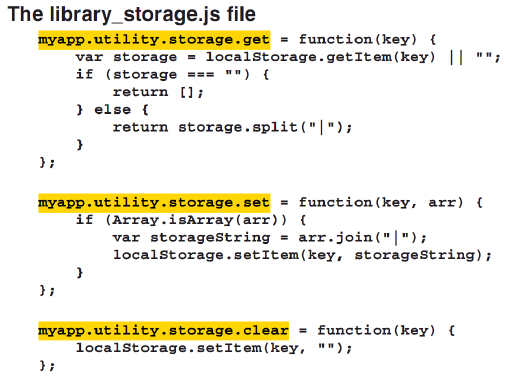 The library_storage.js file
myapp.utility.storage.get = function(key) {
    var storage = localStorage.getItem(key) || "";
    if (storage === "") {
        return [];
    } else {
        return storage.split("|");
    }
};

myapp.utility.storage.set = function(key, arr) {
    if (Array.isArray(arr)) {
        var storageString = arr.join("|");
        localStorage.setItem(key, storageString);
    }
};

myapp.utility.storage.clear = function(key) {
    localStorage.setItem(key, "");
};